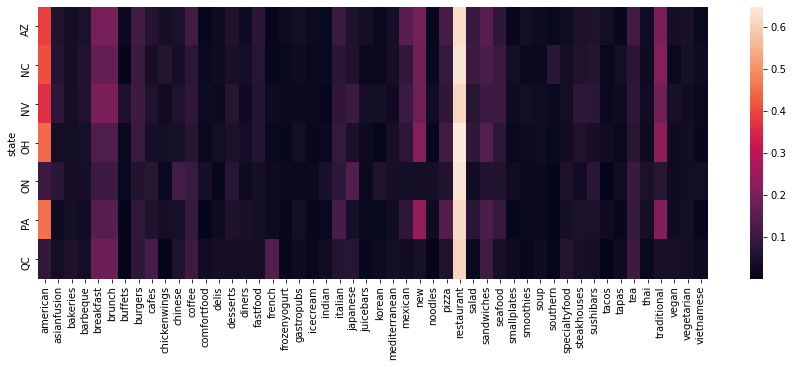 state
AZ
NC
NV
OH
ON
PA
QC
american
asianfusion
bakeries
barbeque
breakfast
brunch
buffets
burgers
cafes
chickenwings
chinese
coffee
comfortfood
delis
desserts
diners
fastfood
french
frozenyogurt
gastropubs
icecream
indian
italian
japanese
juicebars
korean
mediterranean
mexican
new
noodles
pizza
restaurant
salad
sandwiches
seafood
smallplates
smoothies
soup
southern
specialtyfood
steakhouses
sushibars
tacos
tapas
tea
thai
traditional
vegan
vegetarian
vietnamese
0.6
0.5
0.4
0.3
0.2
0.1